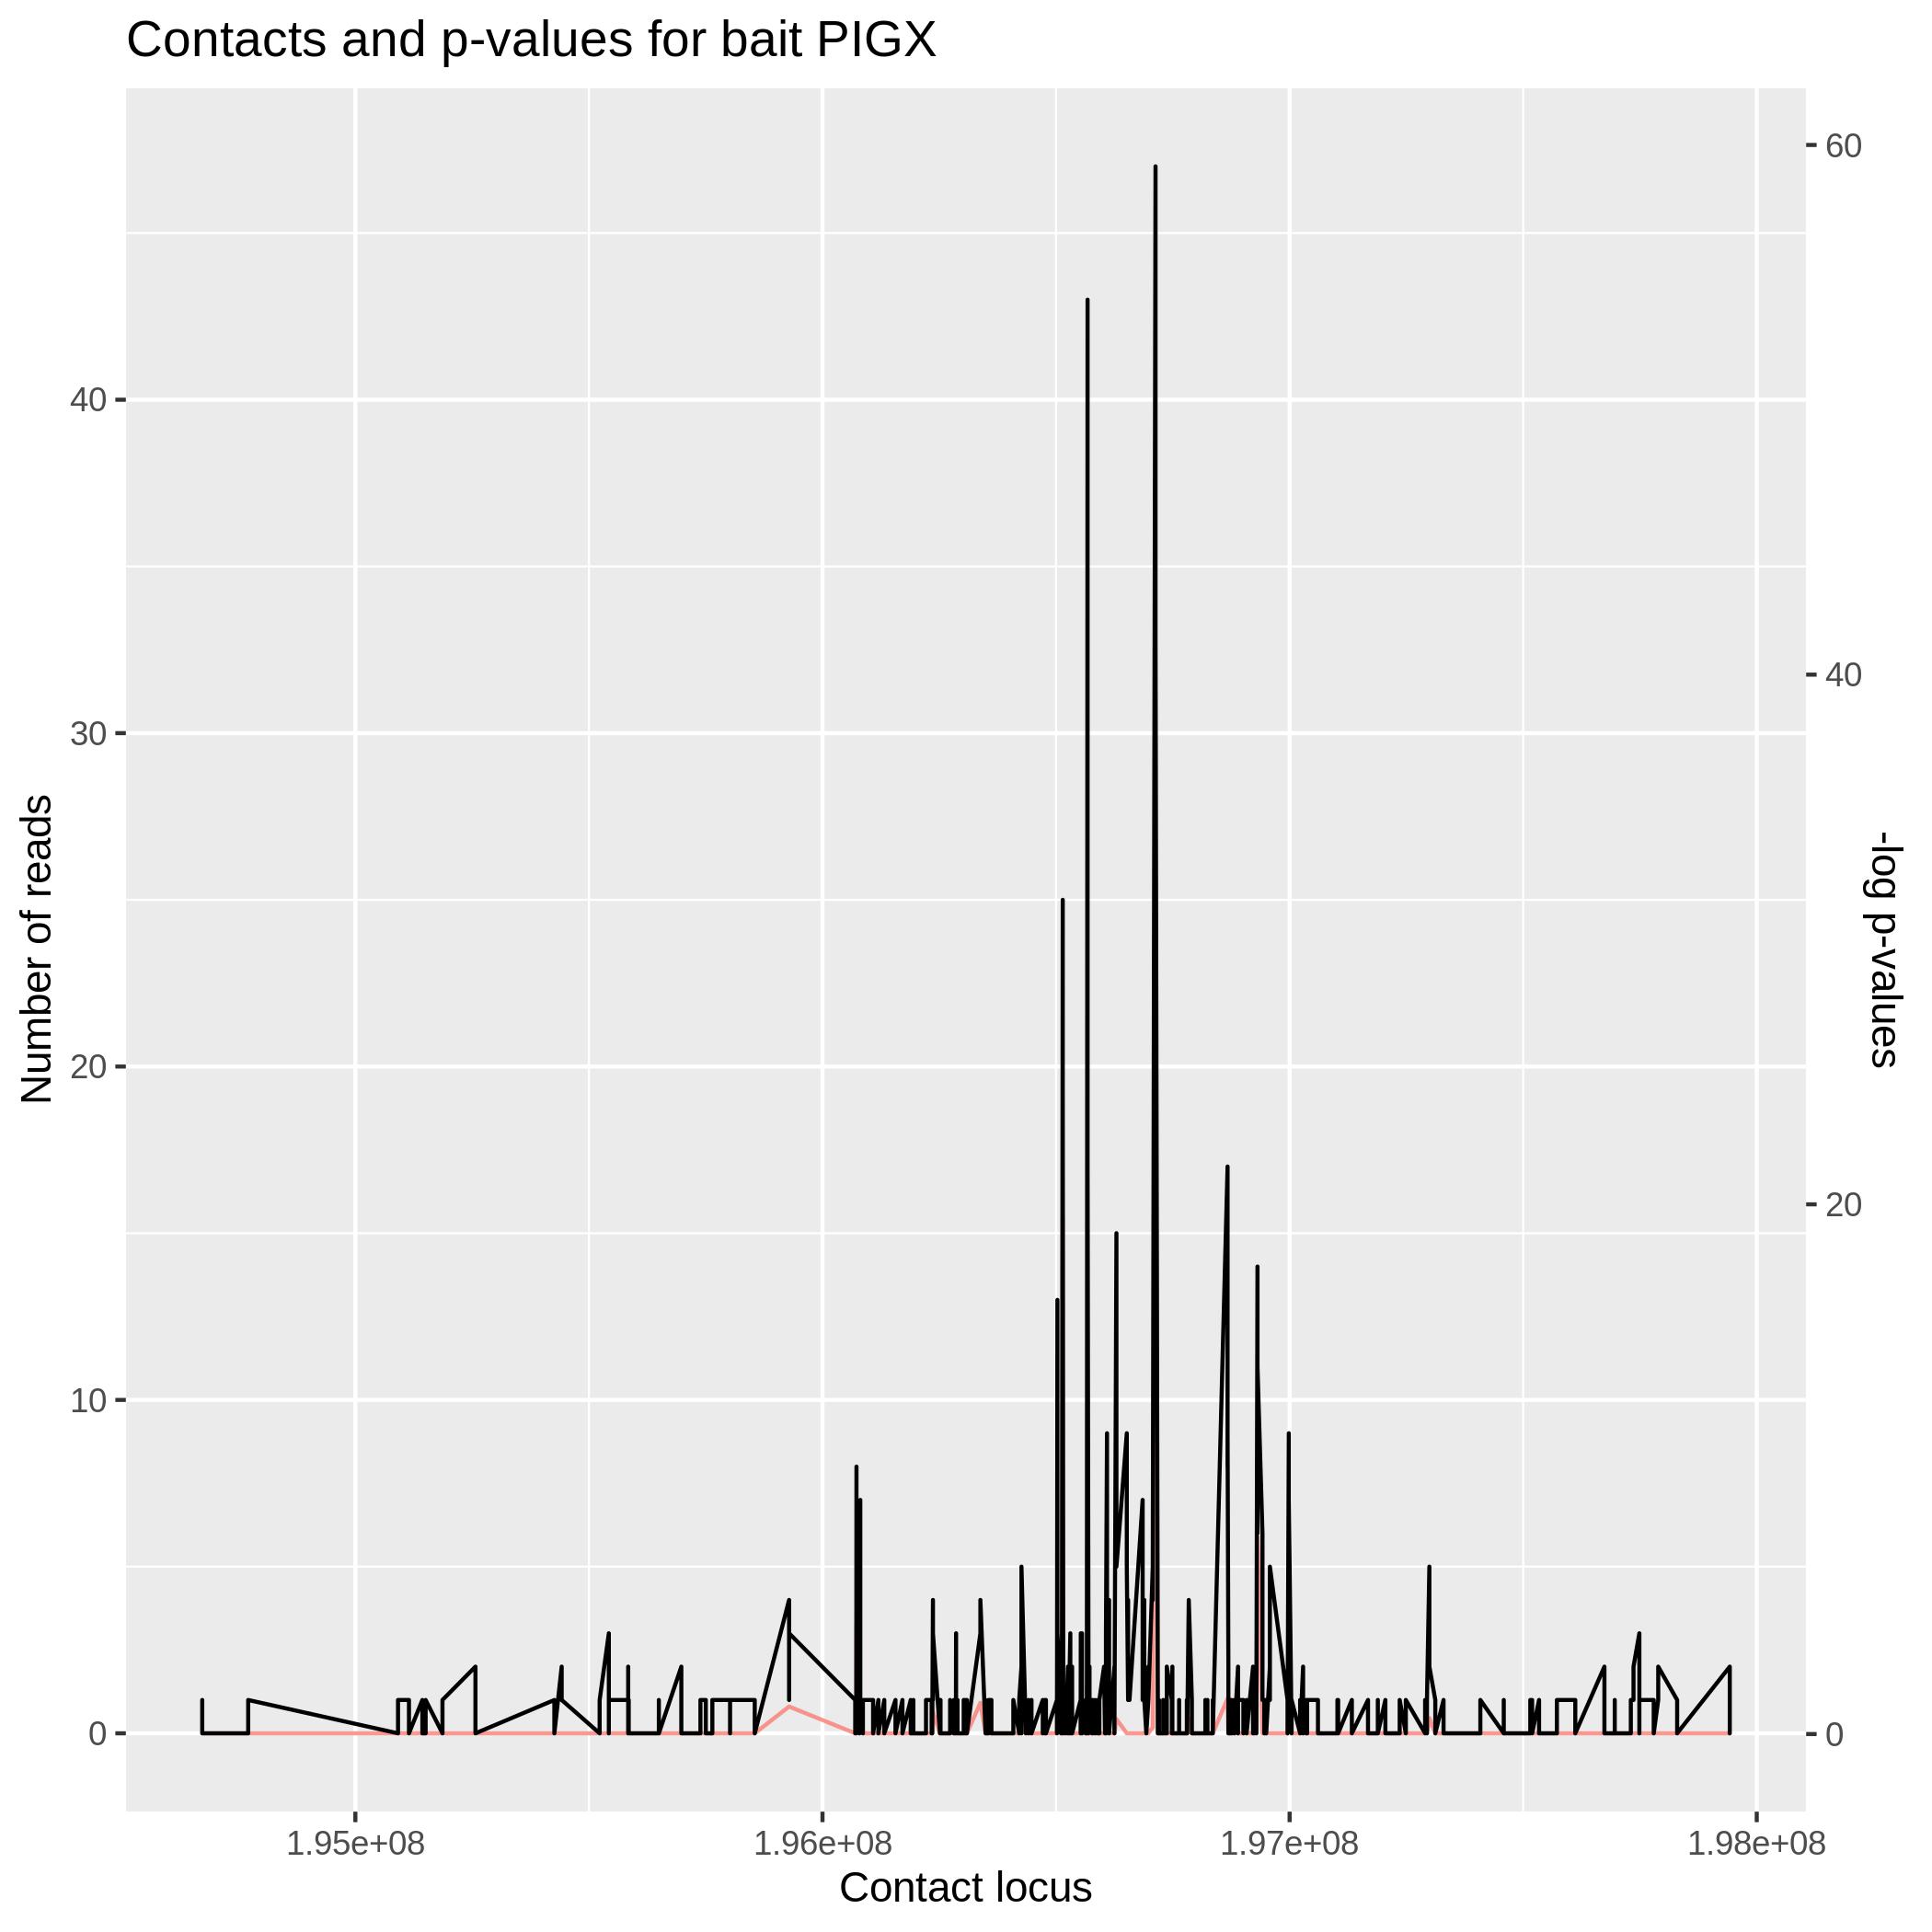 Contacts and p-values for bait PIGX
Number of reads
40
30
20
10
0
60
40
20
0
-log p-values
1.95e+08
1.96e+08
1.97e+08
1.98e+08
Contact locus